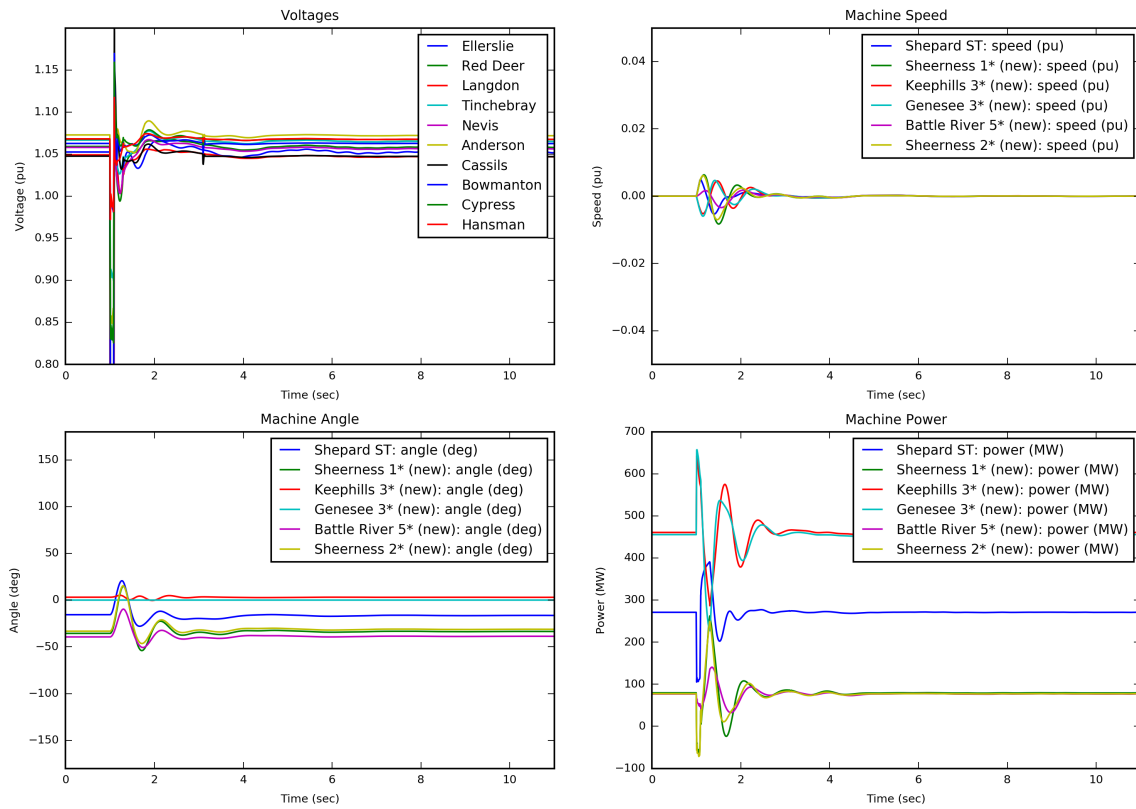 Voltages
1.15
1.10
1.05
1.00
0.95
0.90
0.85
0.80
Voltage (pu)
0 2 4 6 8 10
Time (sec)
Ellerslie
Red Deer
Langdon
Tinchebray
Nevis
Anderson
Cassils
Bowmanton
Cypress
Hansman
Machine Speed
0.04
0.02
0.00
−0.02
−0.04
Speed (pu)
0 2 4 6 8 10
Time (sec)
Shepard ST: speed (pu)
Sheerness 1* (new): speed (pu)
Keephills 3* (new): speed (pu)
Genesee 3* (new): speed (pu)
Battle River 5* (new): speed (pu)
Sheerness 2* (new): speed (pu)
Machine Angle
150
100
50
0
−50
−100
−150
Angle (deg)
0 2 4 6 8 10
Time (sec)
Shepard ST: angle (deg)
Sheerness 1* (new): angle (deg)
Keephills 3* (new): angle (deg)
Genesee 3* (new): angle (deg)
Battle River 5* (new): angle (deg)
Sheerness 2* (new): angle (deg)
Machine Power
700
600
500
400
300
200
100
0
−100
Power (MW)
0 2 4 6 8 10
Time (sec)
Shepard ST: power (MW)
Sheerness 1* (new): power (MW)
Keephills 3* (new): power (MW)
Genesee 3* (new): power (MW)
Battle River 5* (new): power (MW)
Sheerness 2* (new): power (MW)